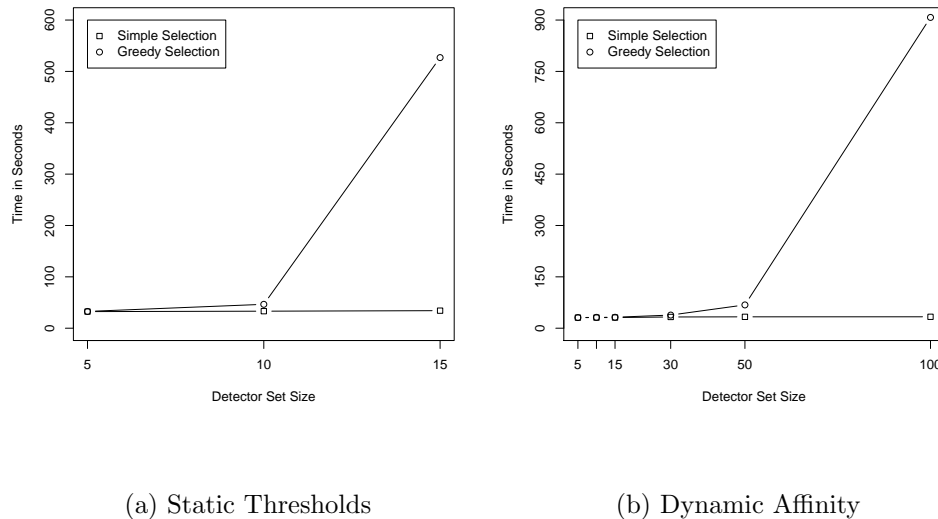 Simple Selection
Greedy Selection
Time in Seconds
0
100
200
300
400
500
600
5
10
15
Detector Set Size
(a) Static Thresholds
Simple Selection
Greedy Selection
Time in Seconds
0
150
300
450
600
750
900
5
15
30
50
100
Detector Set Size
(b) Dynamic Affinity